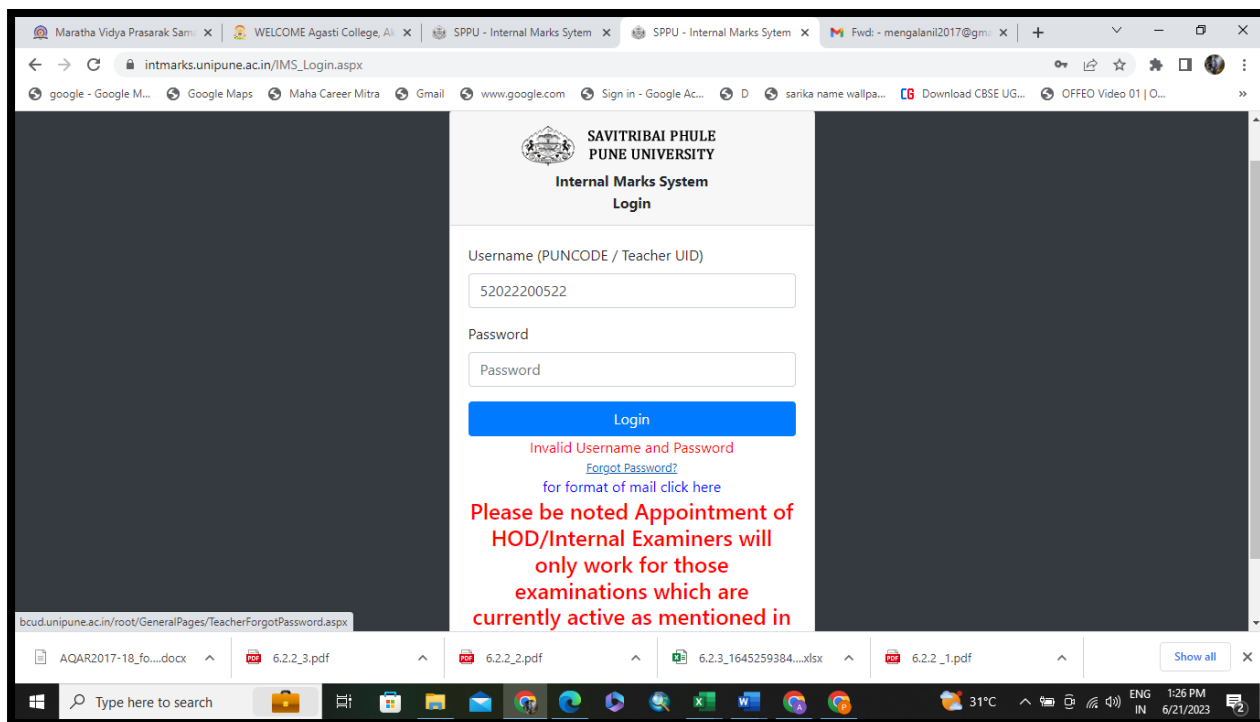 Maratha Vidya Prasarak Sam
WELCOME Agasti College, A
SPPU - Internal Marks Sytem
SPPU - Internal Marks Sytem
Fwd: - mengalanil2017@gm
intmarks.unipune.ac.in/IMS_Login.aspx
google - Google M...
Google Maps
Maha Career Mitra
Gmail
www.google.com
Sign in - Google Ac...
D
sarika name wallpa...
CG Download CBSE UG...
OFFEO Video 01 | O...
»
SAVITRIBAI PHULE
PUNE UNIVERSITY
Internal Marks System
Login
Username (PUNCODE / Teacher UID)
52022200522
Password
Password
Login
Invalid Username and Password
Forgot Password?
for format of mail click here
Please be noted Appointment of
HOD/Internal Examiners will
only work for those
examinations which are
currently active as mentioned in
bcud.unipune.ac.in/root/GeneralPages/TeacherForgotPassword.aspx
AQAR2017-18_fo....docx
PDF 6.2.2_3.pdf
PDF 6.2.2_2.pdf
6.2.3_1645259384....xlsx
PDF 6.2.2 _1.pdf
Show all
Type here to search
31°C
ENG
IN
1:26 PM
6/21/2023
2